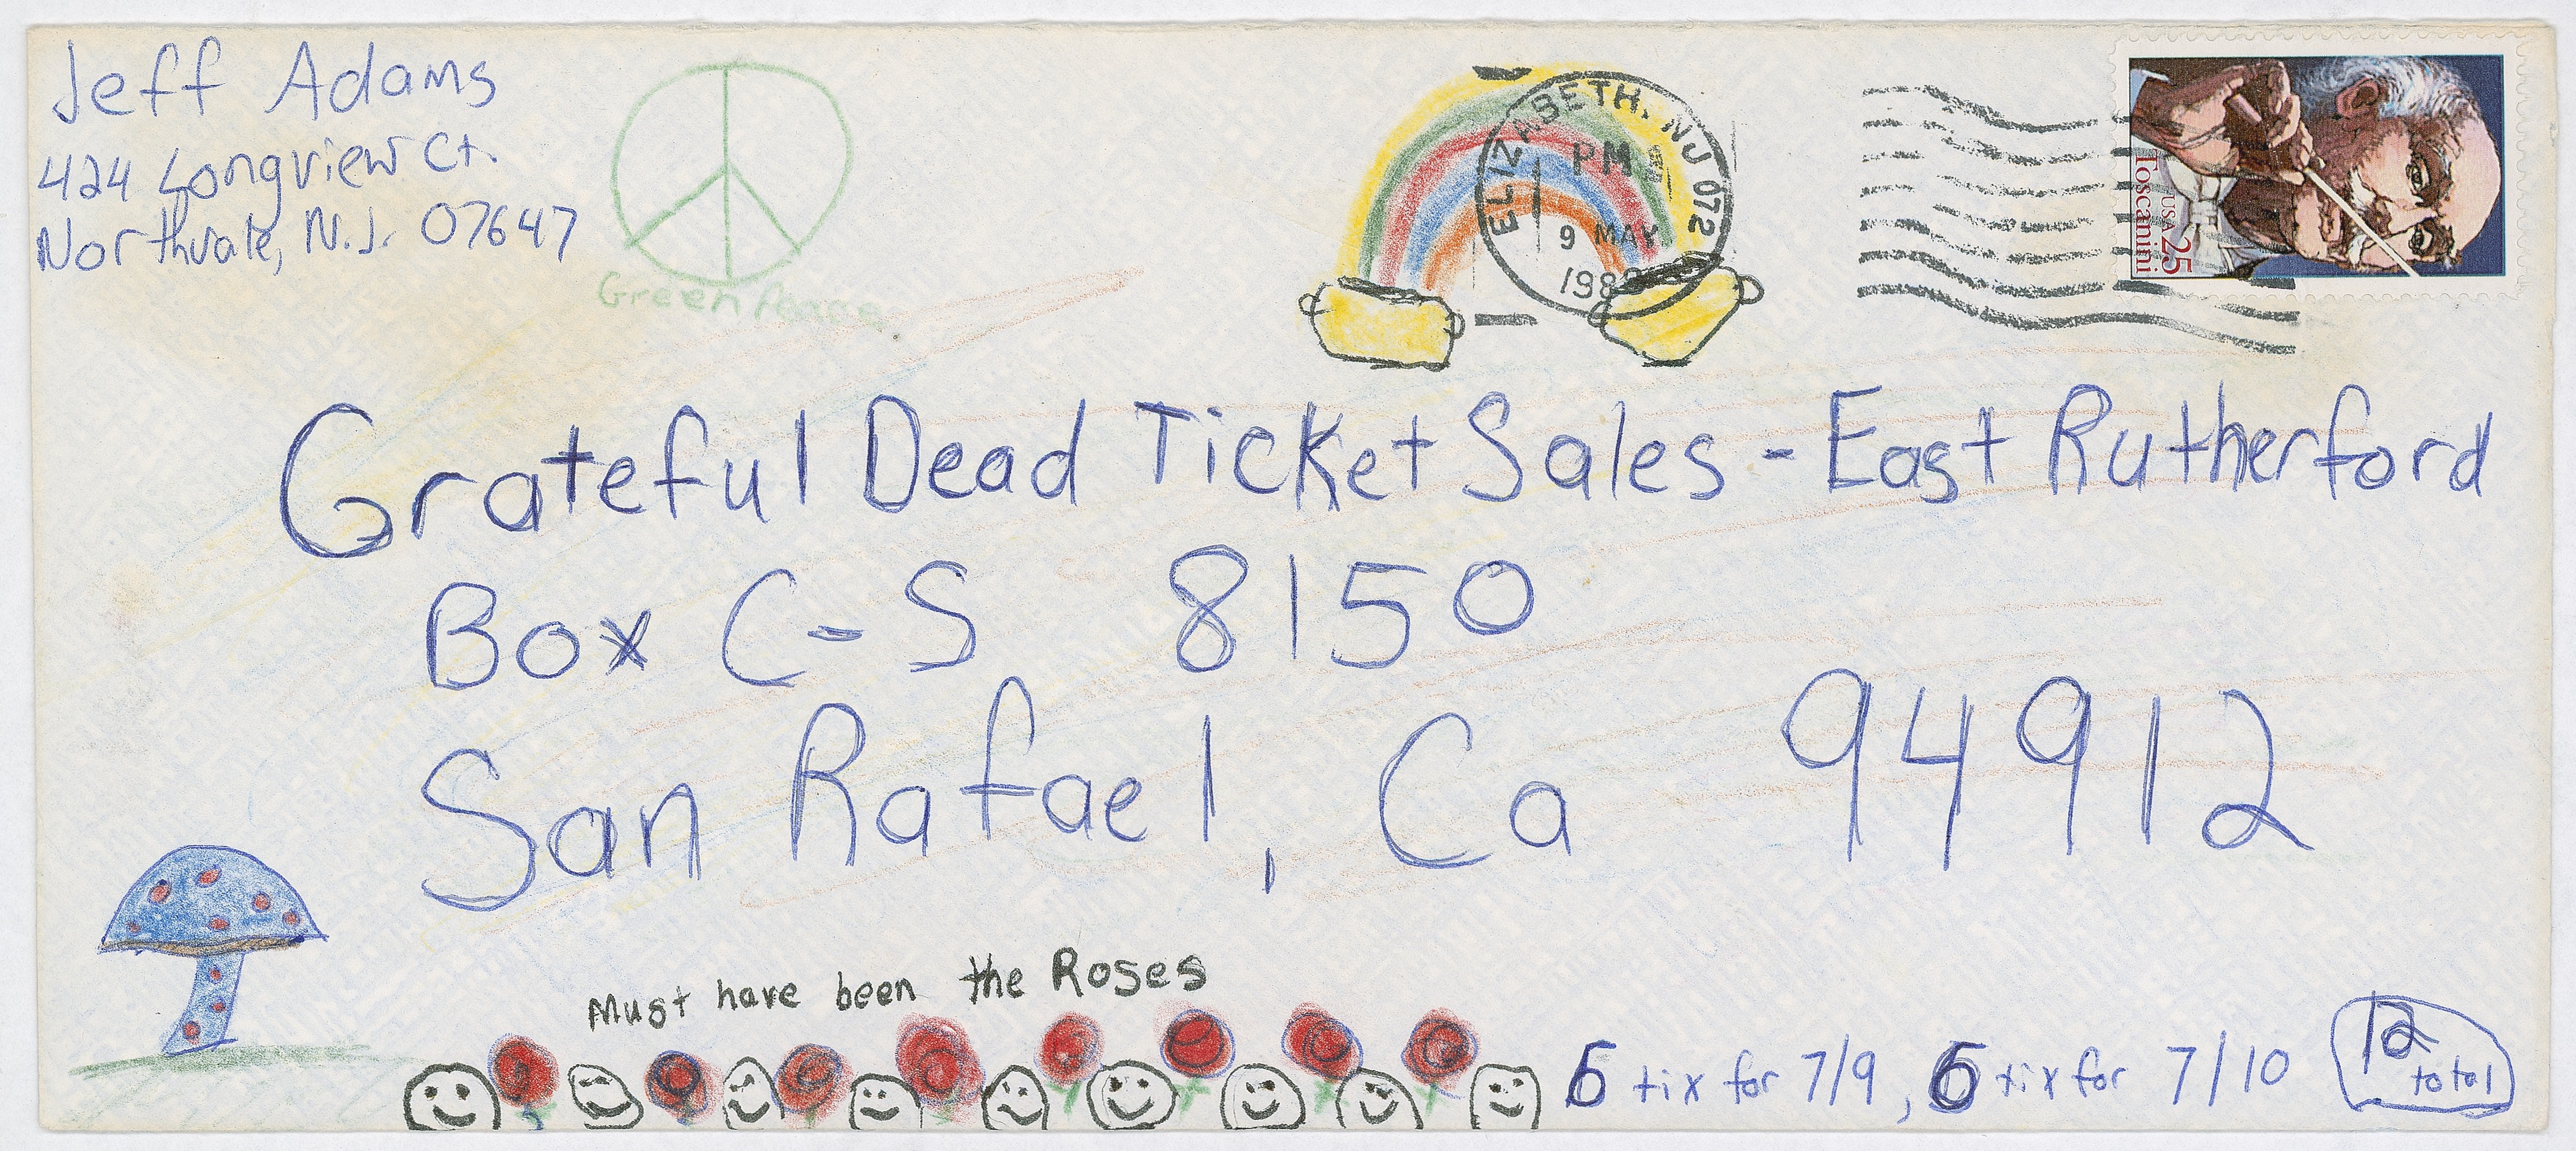 Jeff Adams
424 Longview Ct.
Northvale, N.J. 07647
Green Peace
ELIZABETH, NJ 072
PM
9 MAY
1989
USA 25
Toscanini
Grateful Dead Ticket Sales - East Rutherford
Box C-S 8150
San Rafael, Ca 94912
Must have been the Roses
6 tix for 7/9, 6 tix for 7/10
12
total